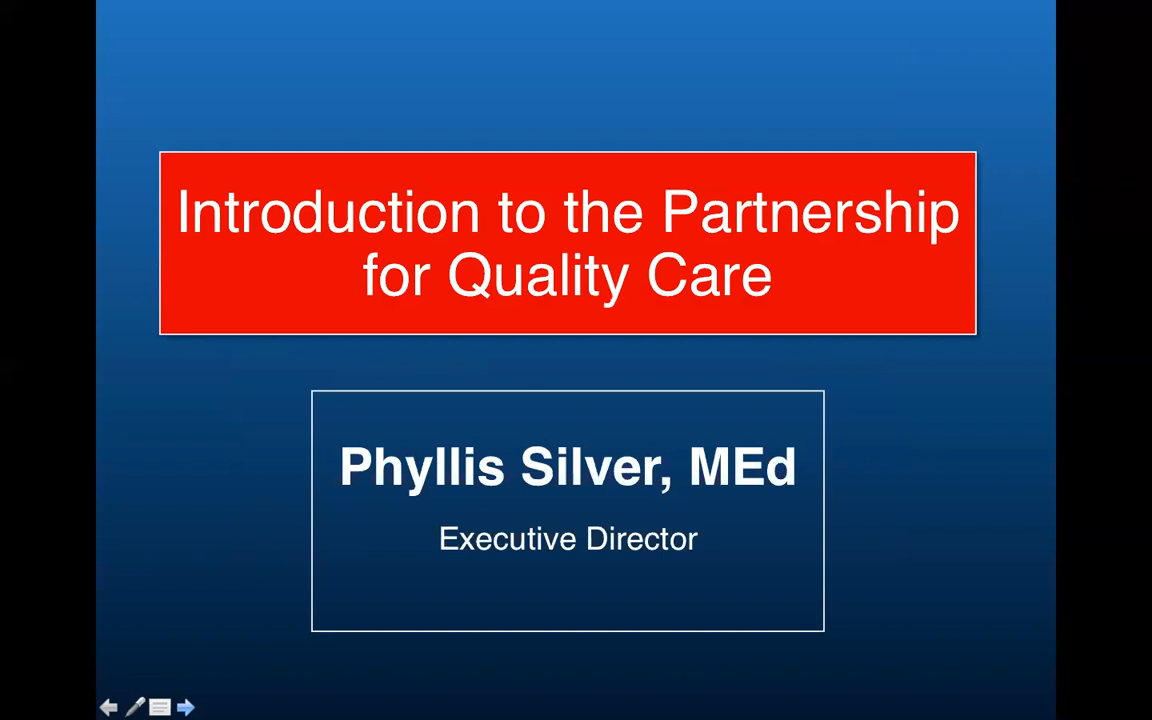 Introduction to the Partnership
for Quality Care
Phyllis Silver, MEd
Executive Director